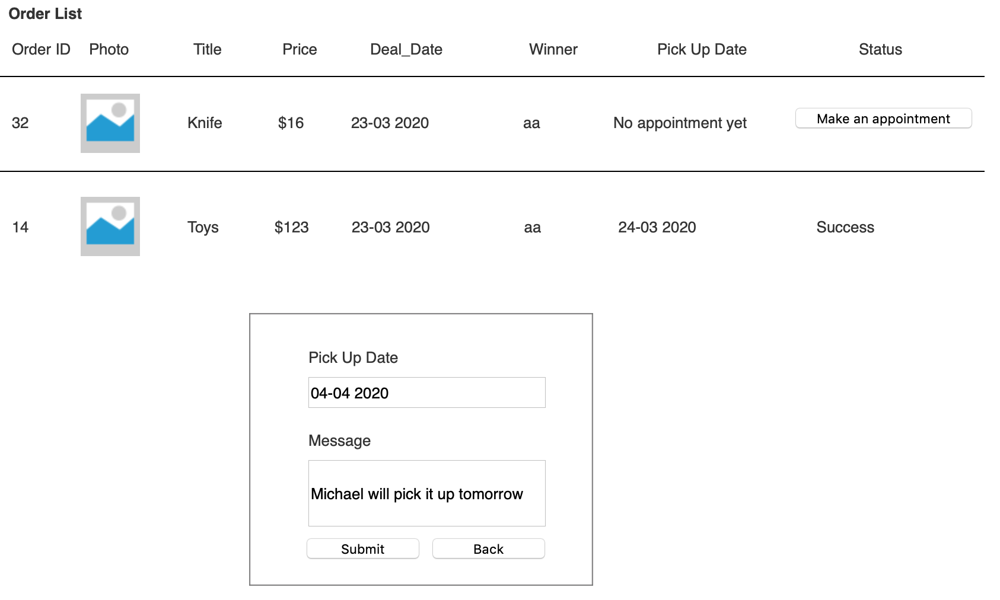 Order List
Order ID Photo Title Price Deal_Date Winner Pick Up Date Status
32 Knife $16 23-03 2020 aa No appointment yet Make an appointment
14 Toys $123 23-03 2020 aa 24-03 2020 Success
Pick Up Date
04-04 2020
Message
Michael will pick it up tomorrow
Submit Back